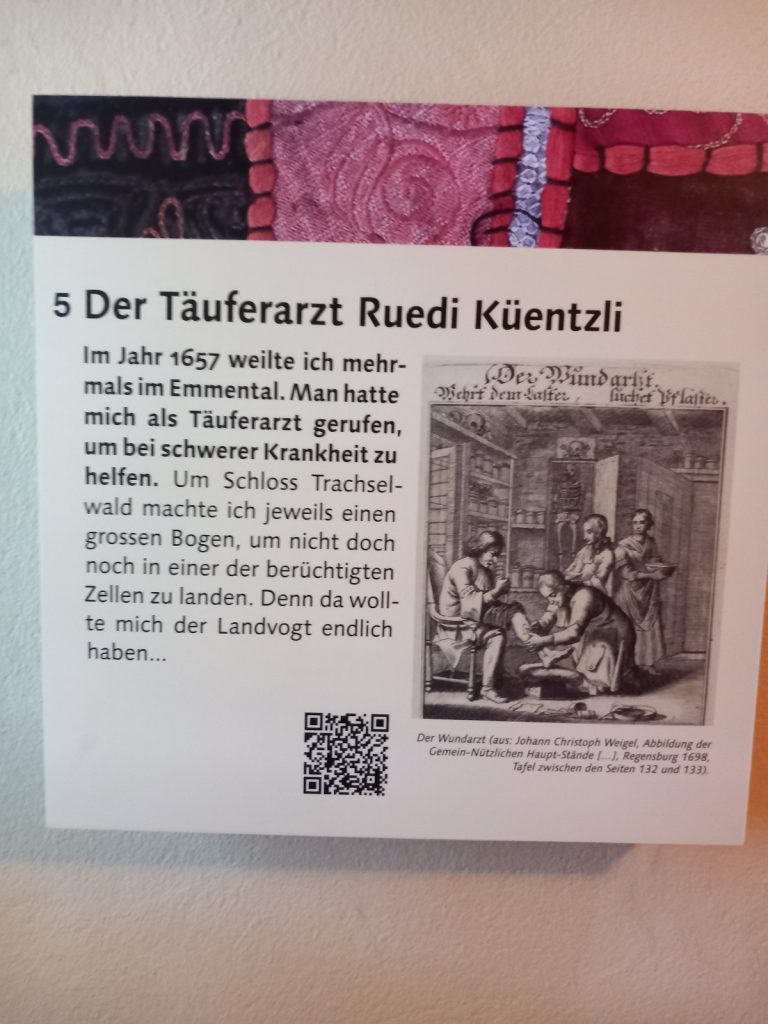 5 Der Täuferarzt Ruedi Küentzli
Im Jahr 1657 weilte ich mehr-
mals im Emmental. Man hatte
mich als Täuferarzt gerufen,
um bei schwerer Krankheit zu
helfen. Um Schloss Trachsel-
wald machte ich jeweils einen
grossen Bogen, um nicht doch
noch in einer der berüchtigten
Zellen zu landen. Denn da woll-
te mich der Landvogt endlich
haben...
Der Wundartzt.
Wehrt dem Laster, suchet Pflaster.
Der Wundarzt (aus: Johann Christoph Weigel, Abbildung der
Gemein-Nützlichen Haupt-Stände [...], Regensburg 1698,
Tafel zwischen den Seiten 132 und 133).